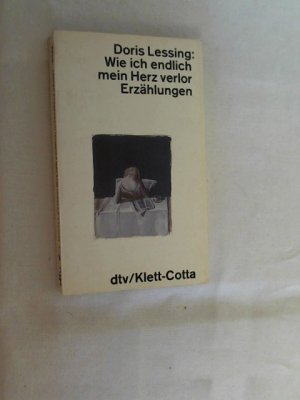 Doris Lessing:
Wie ich endlich
mein Herz verlor
Erzählungen
dtv/Klett-Cotta